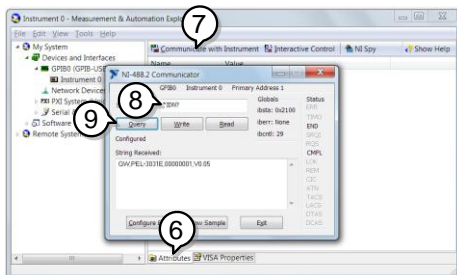 Instrument 0 - Measurement & Automation Explo
File Edit View Tools Help
My System
Devices and Interfaces
GPIB0 (GPIB-USB
Instrument 0
Network Device
PXI System
Serial
Software
Remote System
7
Communicate with Instrument Interactive Control NI Spy Show Help
Name Value
NI-488.2 Communicator
GPIB0 Instrument 0 Primary Address 1
8
*IDN?
9
Query Write Read
Configured
String Received:
GW,PEL-3031E,00000001,V0.05
Globals
ibsta: 0x2100
iberr: None
ibcntl: 29
Status
ERR
TIMO
END
SRQI
RQS
CMPL
LOK
REM
CIC
ATN
TACS
LACS
DTAS
DCAS
Configure Show Sample Exit
6
Attributes VISA Properties